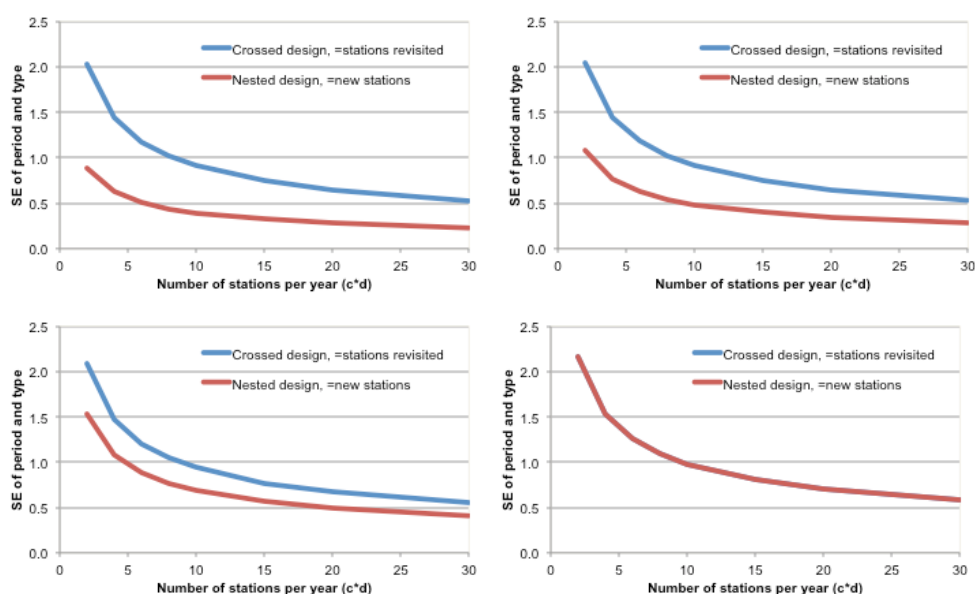 2.5
2.0
1.5
1.0
0.5
0.0
SE of period and type
Crossed design, =stations revisited
Nested design, =new stations
0 5 10 15 20 25 30
Number of stations per year (c*d)
2.5
2.0
1.5
1.0
0.5
0.0
SE of period and type
Crossed design, =stations revisited
Nested design, =new stations
0 5 10 15 20 25 30
Number of stations per year (c*d)
2.5
2.0
1.5
1.0
0.5
0.0
SE of period and type
Crossed design, =stations revisited
Nested design, =new stations
0 5 10 15 20 25 30
Number of stations per year (c*d)
2.5
2.0
1.5
1.0
0.5
0.0
SE of period and type
Crossed design, =stations revisited
Nested design, =new stations
0 5 10 15 20 25 30
Number of stations per year (c*d)